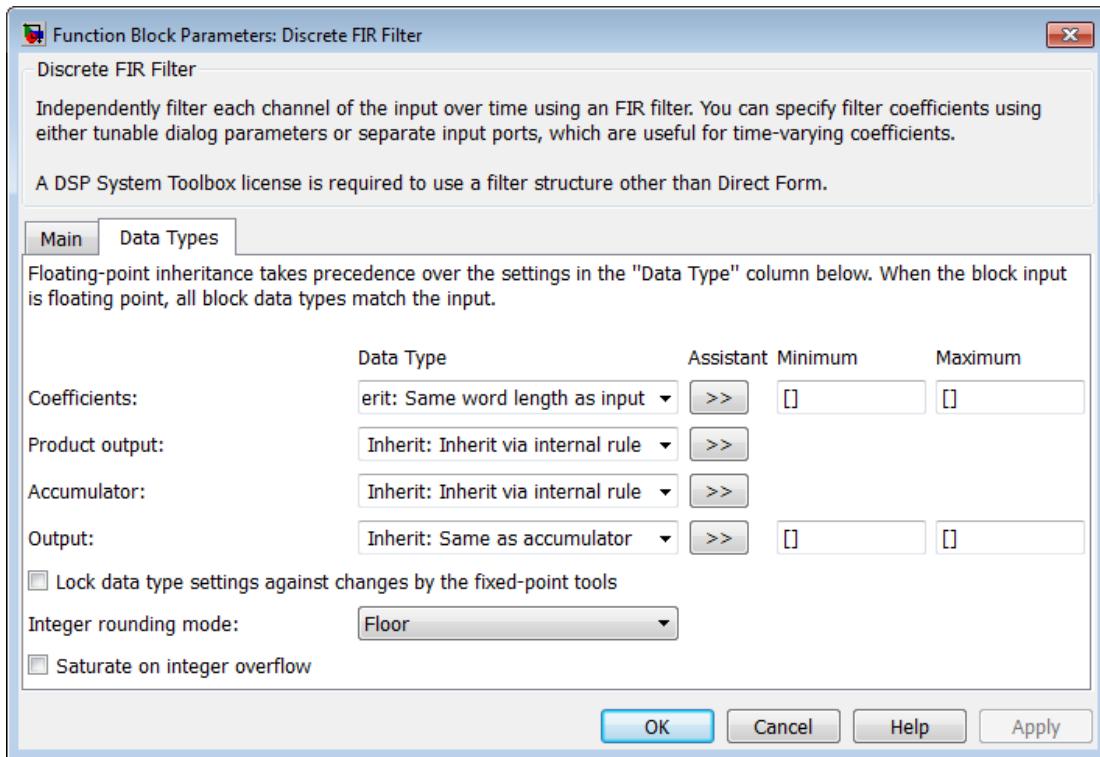 Function Block Parameters: Discrete FIR Filter
Discrete FIR Filter
Independently filter each channel of the input over time using an FIR filter. You can specify filter coefficients using
either tunable dialog parameters or separate input ports, which are useful for time-varying coefficients.
A DSP System Toolbox license is required to use a filter structure other than Direct Form.
Main Data Types
Floating-point inheritance takes precedence over the settings in the "Data Type" column below. When the block input
is floating point, all block data types match the input.
Data Type Assistant Minimum Maximum
Coefficients: erit: Same word length as input >> [] []
Product output: Inherit: Inherit via internal rule >>
Accumulator: Inherit: Inherit via internal rule >>
Output: Inherit: Same as accumulator >> [] []
Lock data type settings against changes by the fixed-point tools
Integer rounding mode: Floor
Saturate on integer overflow
OK Cancel Help Apply